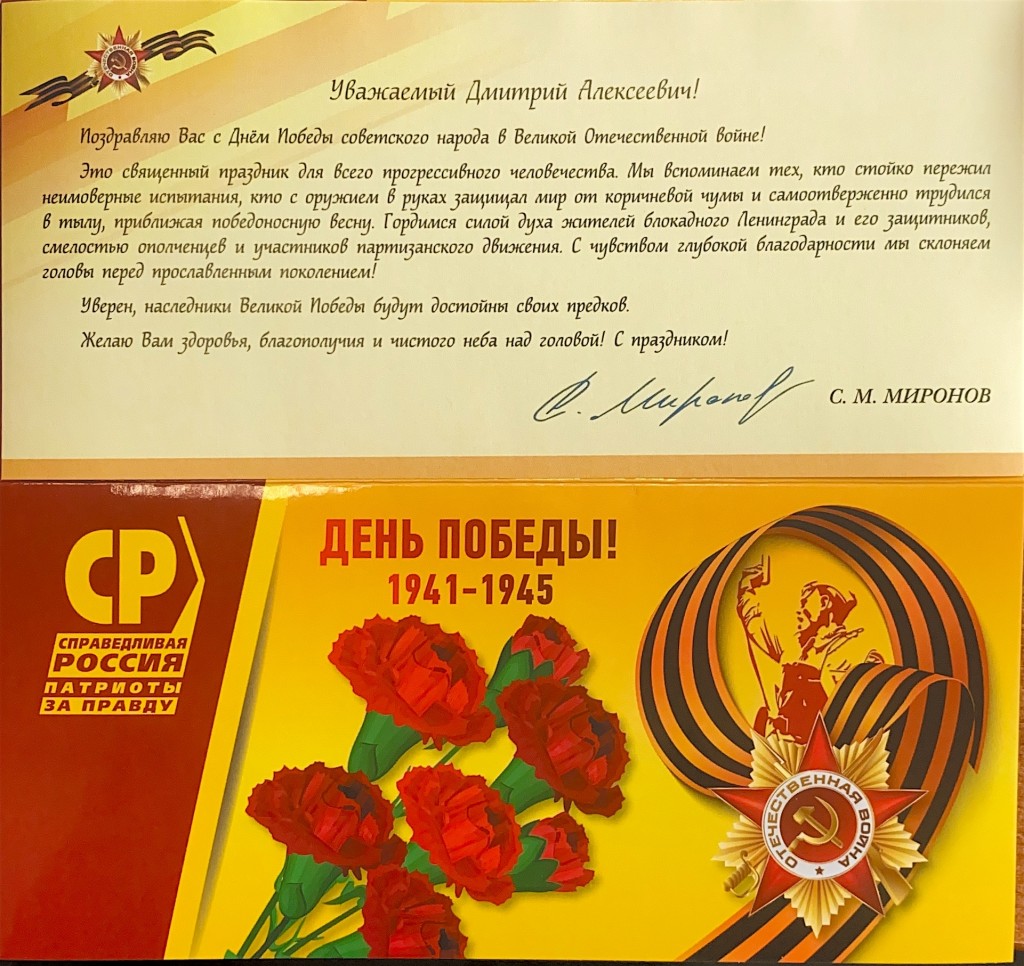 ОТЕЧЕСТВЕННАЯ ВОЙНА
Уважаемый Дмитрий Алексеевич!
Поздравляю Вас с Днём Победы советского народа в Великой Отечественной войне!
Это священный праздник для всего прогрессивного человечества. Мы вспоминаем тех, кто стойко пережил
неимоверные испытания, кто с оружием в руках защищал мир от коричневой чумы и самоотверженно трудился
в тылу, приближая победоносную весну. Гордимся силой духа жителей блокадного Ленинграда и его защитников,
смелостью ополченцев и участников партизанского движения. С чувством глубокой благодарности мы склоняем
головы перед прославленным поколением!
Уверен, наследники Великой Победы будут достойны своих предков.
Желаю Вам здоровья, благополучия и чистого неба над головой! С праздником!
С. Миронов
С. М. МИРОНОВ
СР
СПРАВЕДЛИВАЯ
РОССИЯ
ПАТРИОТЫ
ЗА ПРАВДУ
ДЕНЬ ПОБЕДЫ!
1941-1945
ОТЕЧЕСТВЕННАЯ ВОЙНА